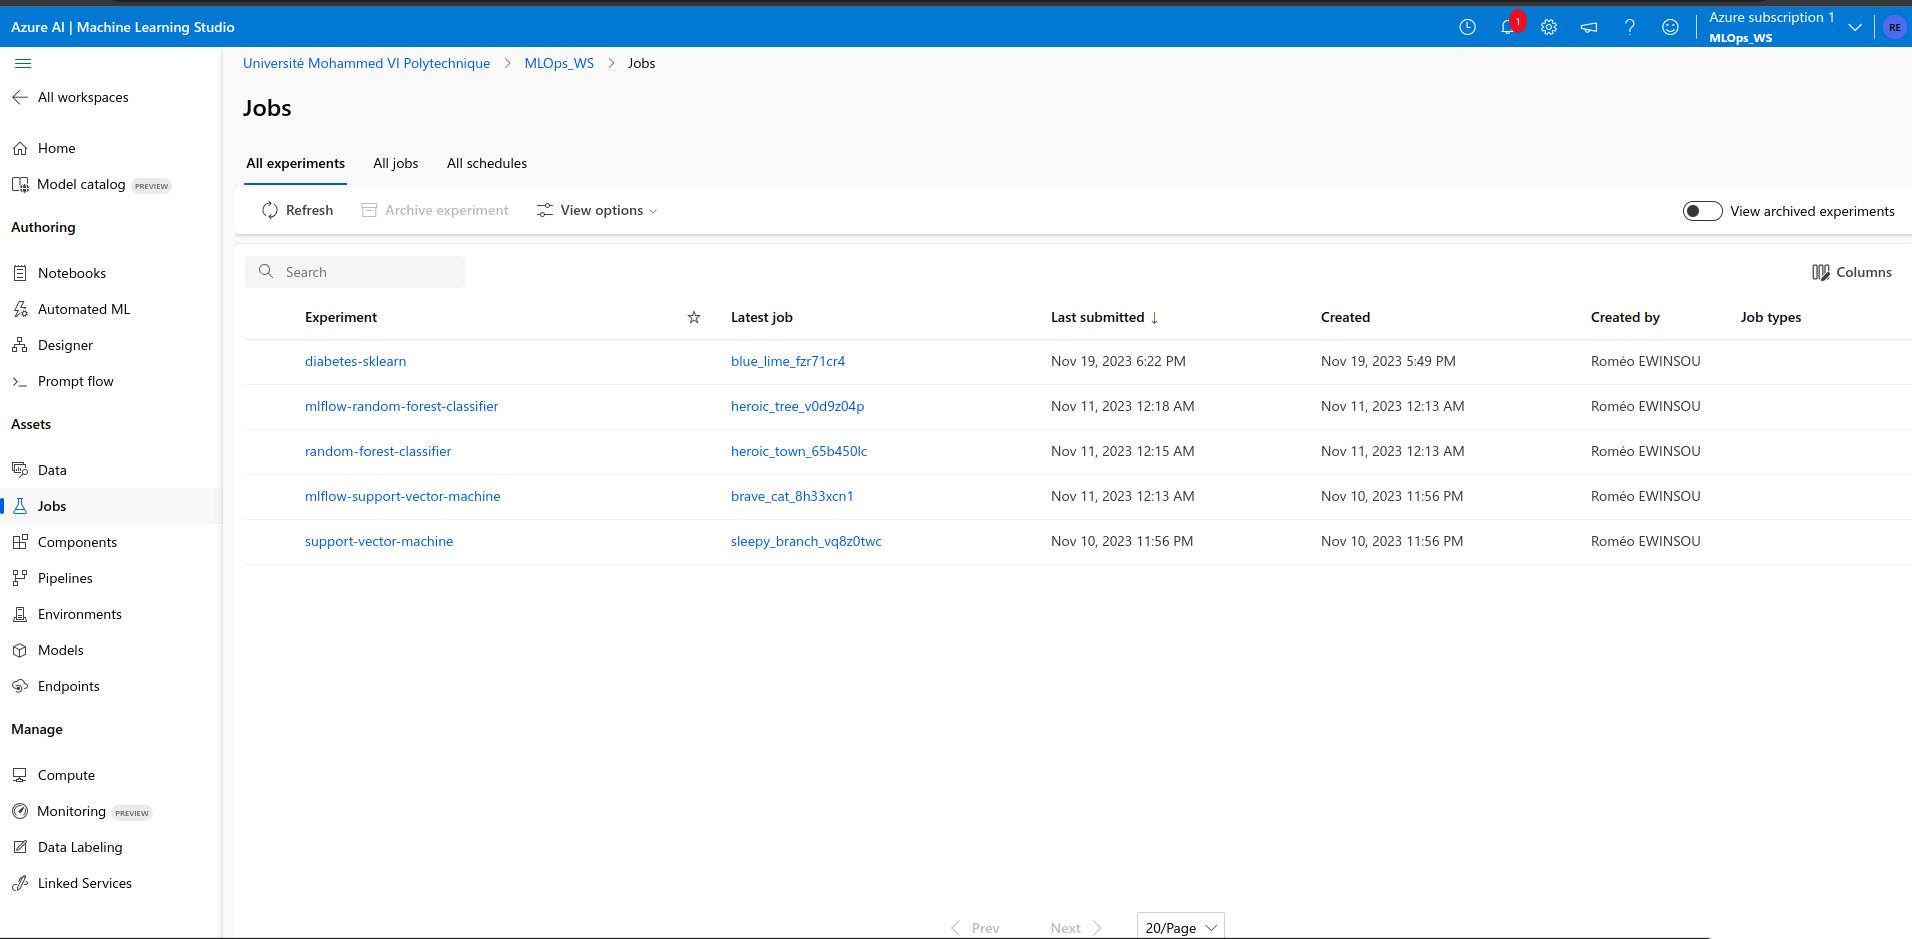 Azure AI | Machine Learning Studio
1
Azure subscription 1
MLOps_WS
RE
Université Mohammed VI Polytechnique > MLOps_WS > Jobs
All workspaces
Home
Model catalog PREVIEW
Authoring
Notebooks
Automated ML
Designer
Prompt flow
Assets
Data
Jobs
Components
Pipelines
Environments
Models
Endpoints
Manage
Compute
Monitoring PREVIEW
Data Labeling
Linked Services
Jobs
All experiments All jobs All schedules
Refresh Archive experiment View options View archived experiments
Search Columns
Experiment Latest job Last submitted ↓ Created Created by Job types
diabetes-sklearn blue_lime_fzr71cr4 Nov 19, 2023 6:22 PM Nov 19, 2023 5:49 PM Roméo EWINSOU
mlflow-random-forest-classifier heroic_tree_v0d9z04p Nov 11, 2023 12:18 AM Nov 11, 2023 12:13 AM Roméo EWINSOU
random-forest-classifier heroic_town_65b450lc Nov 11, 2023 12:15 AM Nov 11, 2023 12:13 AM Roméo EWINSOU
mlflow-support-vector-machine brave_cat_8h33xcn1 Nov 11, 2023 12:13 AM Nov 10, 2023 11:56 PM Roméo EWINSOU
support-vector-machine sleepy_branch_vq8z0twc Nov 10, 2023 11:56 PM Nov 10, 2023 11:56 PM Roméo EWINSOU
Prev Next 20/Page